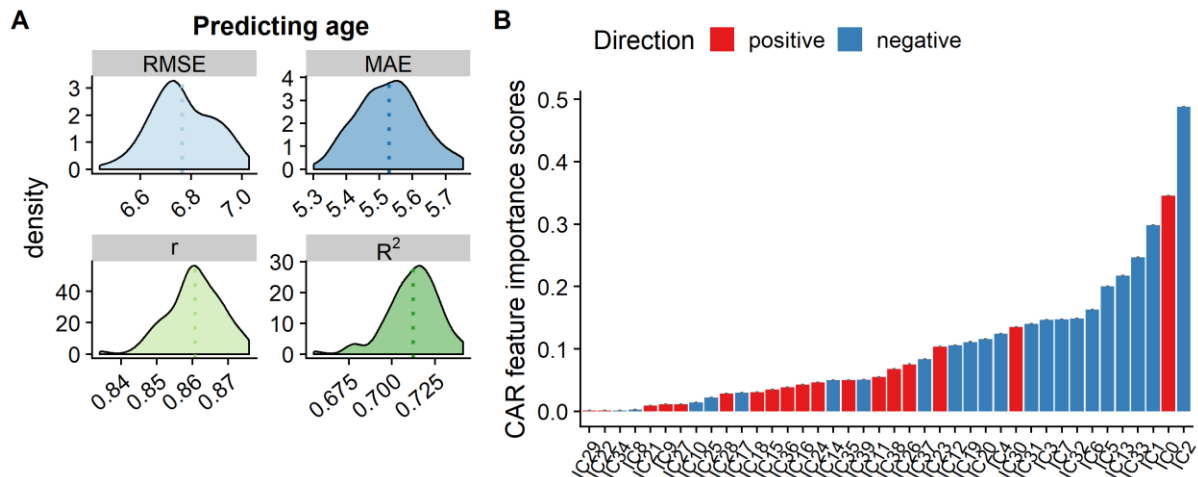 A
Predicting age
RMSE
MAE
density
3
2
1
0
6.6 6.8 7.0
4
3
2
1
0
5.3 5.4 5.5 5.6 5.7
r
R²
40
20
0
0.84 0.85 0.86 0.87
30
20
10
0
0.675 0.700 0.725
B
Direction positive negative
CAR feature importance scores
0.5
0.4
0.3
0.2
0.1
0.0
IC29 IC22 IC34 IC8 IC21 IC9 IC27 IC10 IC25 IC28 IC17 IC18 IC15 IC36 IC16 IC24 IC14 IC35 IC39 IC11 IC38 IC26 IC37 IC23 IC12 IC19 IC20 IC4 IC30 IC31 IC3 IC7 IC32 IC6 IC5 IC13 IC33 IC1 IC0 IC2